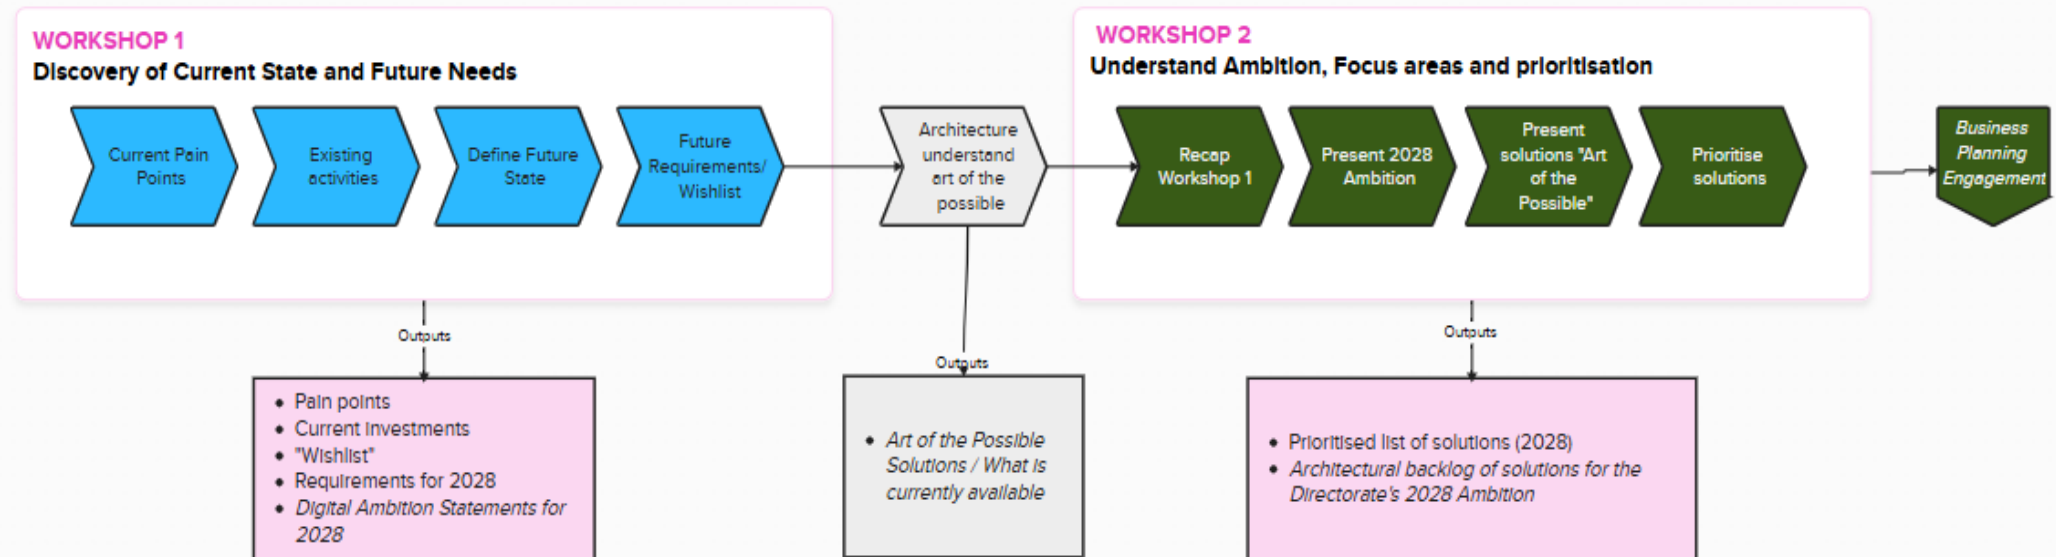 WORKSHOP 1
Discovery of Current State and Future Needs
Current Pain
Points
Existing
activities
Define Future
State
Future
Requirements/
Wishlist
Architecture
understand
art of the
possible
WORKSHOP 2
Understand Ambition, Focus areas and prioritisation
Recap
Workshop 1
Present 2028
Ambition
Present
solutions "Art
of the
Possible"
Prioritise
solutions
Business
Planning
Engagement
Outputs
• Pain points
• Current Investments
• "Wishlist"
• Requirements for 2028
• Digital Ambition Statements for
2028
Outputs
• Art of the Possible
Solutions / What is
currently available
Outputs
• Prioritised list of solutions (2028)
• Architectural backlog of solutions for the
Directorate's 2028 Ambition